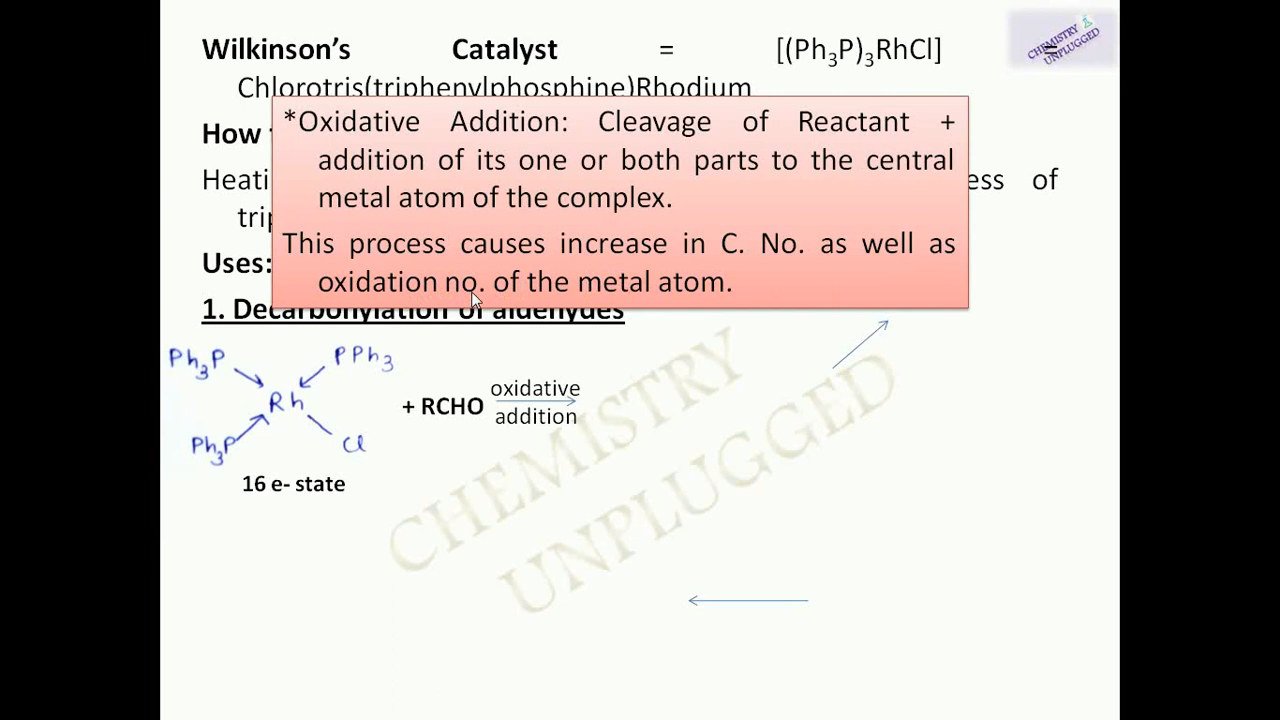 Wilkinson's Catalyst = [(Ph₃P)₃RhCl] =
CHEMISTRY
UNPLUGGED
Chlorotris(triphenylphosphine)Rhodium
*Oxidative Addition: Cleavage of Reactant +
addition of its one or both parts to the central
metal atom of the complex.
This process causes increase in C. No. as well as
oxidation no. of the metal atom.
How
Heati
ess of
trip
Uses:
1. Decarbonylation of aldehydes
Ph₃P PPh₃
Rh
+ RCHO
oxidative
addition
Ph₃P Cl
16 e- state
CHEMISTRY
UNPLUGGED